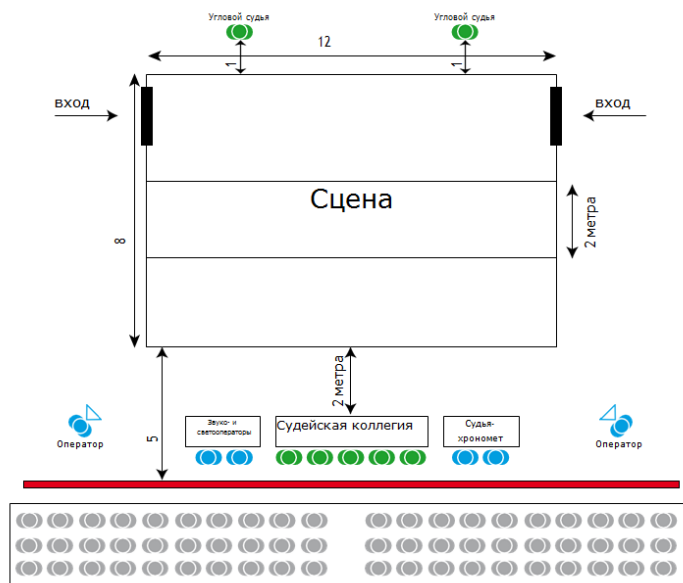 Угловой судья
Угловой судья
12
1
1
вход
вход
Сцена
8
2 метра
2 метра
5
Звуко- и
светооператоры
Судейская коллегия
Судья-
хрономет
Оператор
Оператор